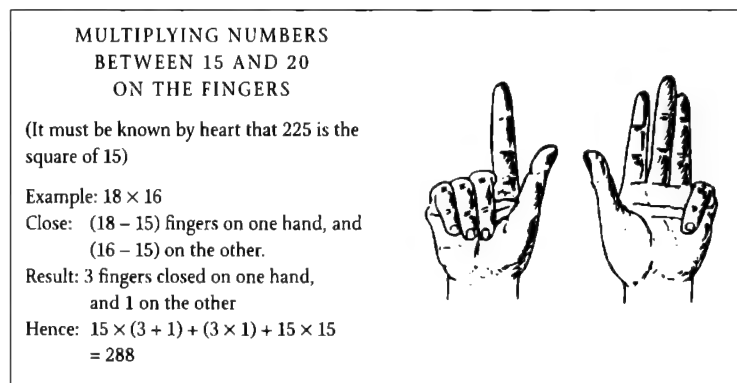 MULTIPLYING NUMBERS
BETWEEN 15 AND 20
ON THE FINGERS
(It must be known by heart that 225 is the
square of 15)
Example: 18 × 16
Close: (18 – 15) fingers on one hand, and
(16 – 15) on the other.
Result: 3 fingers closed on one hand,
and 1 on the other
Hence: 15 × (3 + 1) + (3 × 1) + 15 × 15
= 288